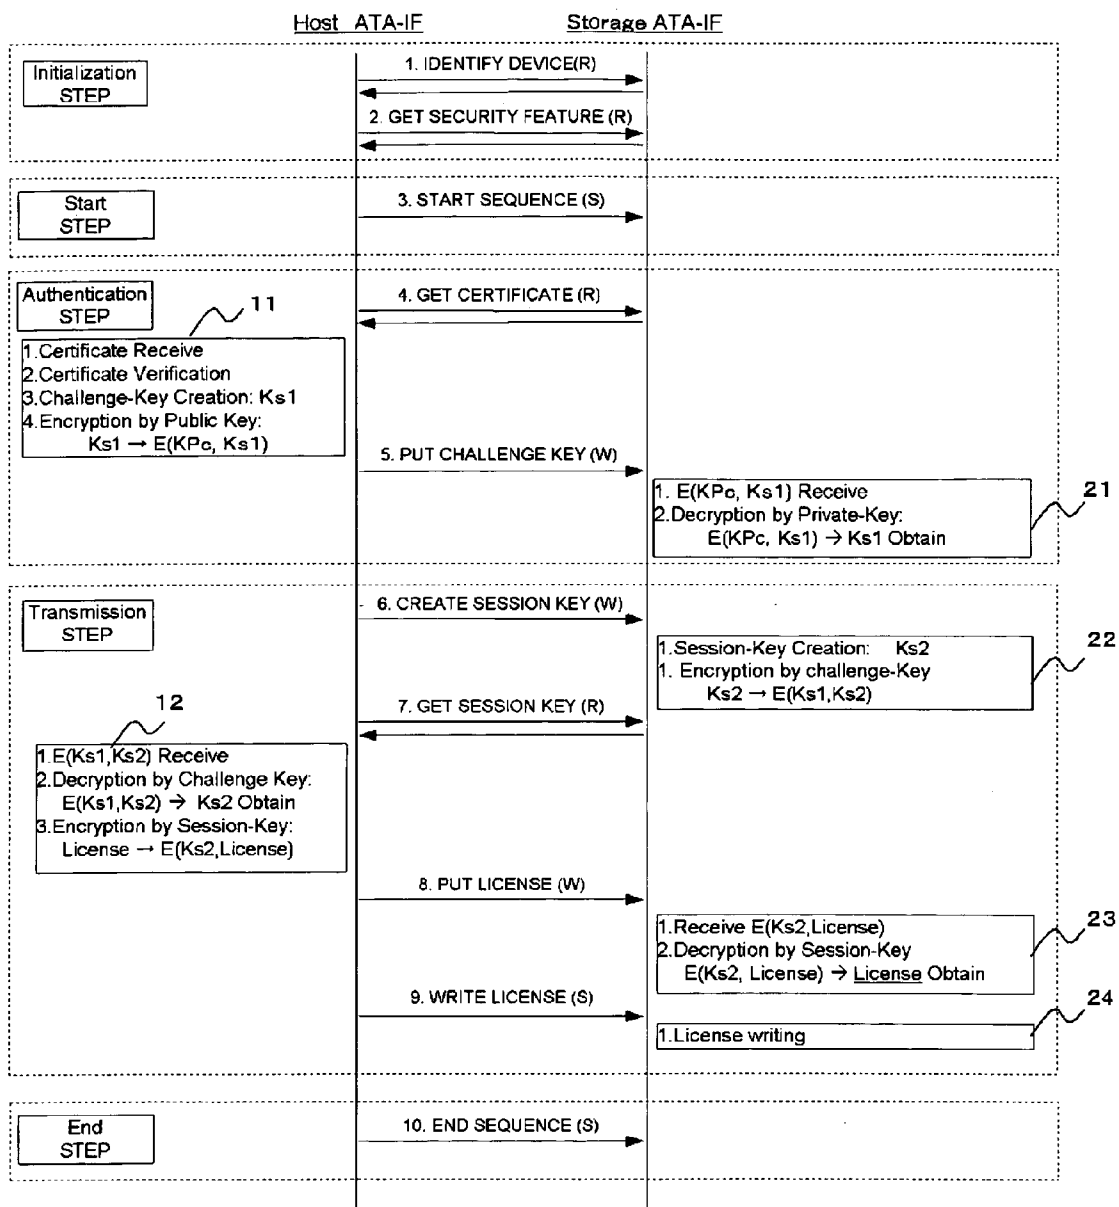 Host ATA-IF
Storage ATA-IF
Initialization
STEP
1. IDENTIFY DEVICE(R)
2. GET SECURITY FEATURE (R)
Start
STEP
3. START SEQUENCE (S)
Authentication
STEP
11
4. GET CERTIFICATE (R)
1.Certificate Receive
2.Certificate Verification
3.Challenge-Key Creation: Ks1
4.Encryption by Public Key:
Ks1 → E(KPc, Ks1)
5. PUT CHALLENGE KEY (W)
21
1. E(KPc, Ks1) Receive
2.Decryption by Private-Key:
E(KPc, Ks1) → Ks1 Obtain
Transmission
STEP
6. CREATE SESSION KEY (W)
22
1.Session-Key Creation: Ks2
1. Encryption by challenge-Key
Ks2 → E(Ks1,Ks2)
12
7. GET SESSION KEY (R)
1.E(Ks1,Ks2) Receive
2.Decryption by Challenge Key:
E(Ks1,Ks2) → Ks2 Obtain
3.Encryption by Session-Key:
License → E(Ks2,License)
8. PUT LICENSE (W)
23
1.Receive E(Ks2,License)
2.Decryption by Session-Key
E(Ks2, License) → License Obtain
9. WRITE LICENSE (S)
24
1.License writing
End
STEP
10. END SEQUENCE (S)